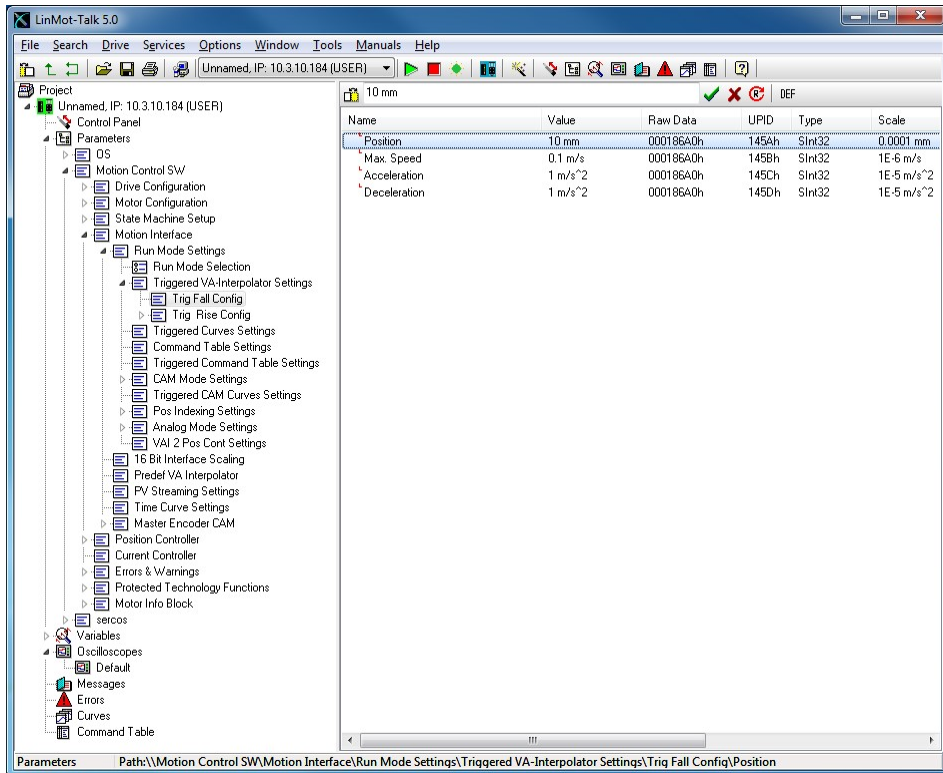 LinMot-Talk 5.0
File Search Drive Services Options Window Tools Manuals Help
Unnamed, IP: 10.3.10.184 (USER)
Project
Unnamed, IP: 10.3.10.184 (USER)
Control Panel
Parameters
OS
Motion Control SW
Drive Configuration
Motor Configuration
State Machine Setup
Motion Interface
Run Mode Settings
Run Mode Selection
Triggered VA-Interpolator Settings
Trig Fall Config
Trig Rise Config
Triggered Curves Settings
Command Table Settings
Triggered Command Table Settings
CAM Mode Settings
Triggered CAM Curves Settings
Pos Indexing Settings
Analog Mode Settings
VAI 2 Pos Cont Settings
16 Bit Interface Scaling
Predef VA Interpolator
PV Streaming Settings
Time Curve Settings
Master Encoder CAM
Position Controller
Current Controller
Errors & Warnings
Protected Technology Functions
Motor Info Block
sercos
Variables
Oscilloscopes
Default
Messages
Errors
Curves
Command Table
10 mm DEF
Name Value Raw Data UPID Type Scale
Position 10 mm 000186A0h 145Ah SInt32 0.0001 mm
Max. Speed 0.1 m/s 000186A0h 145Bh SInt32 1E-6 m/s
Acceleration 1 m/s^2 000186A0h 145Ch SInt32 1E-5 m/s^2
Deceleration 1 m/s^2 000186A0h 145Dh SInt32 1E-5 m/s^2
Parameters Path:\\Motion Control SW\Motion Interface\Run Mode Settings\Triggered VA-Interpolator Settings\Trig Fall Config\Position